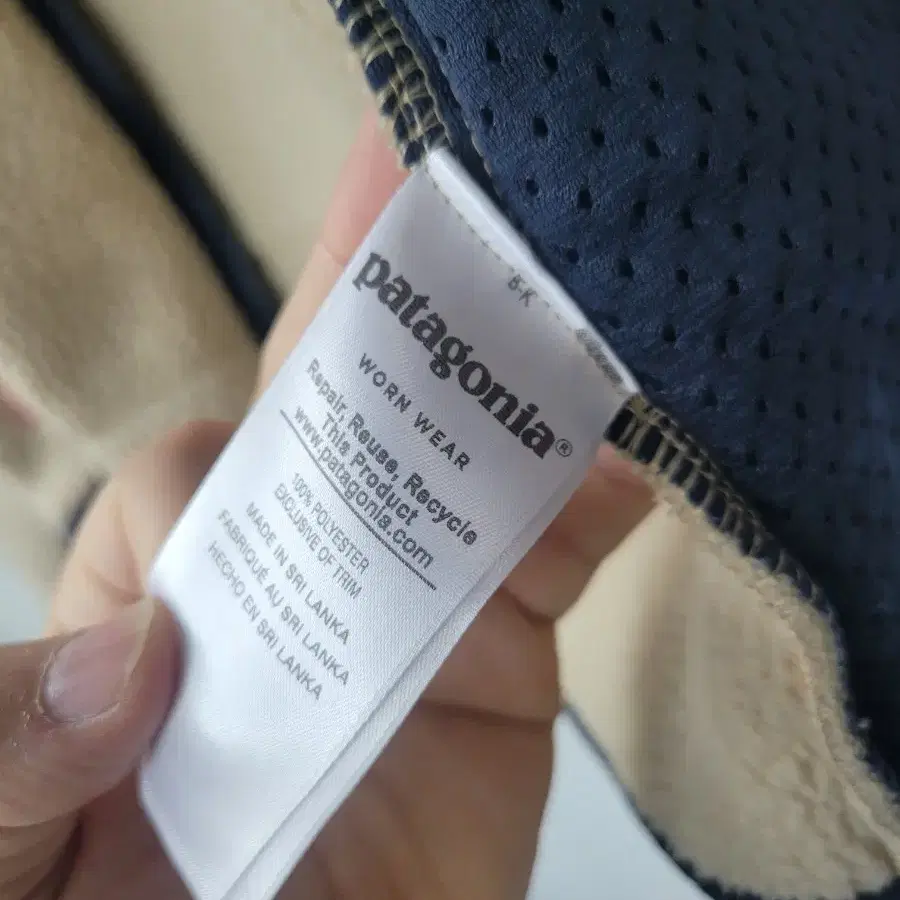 5-K
patagonia®
WORN WEAR
Repair, Reuse, Recycle
This Product
www.patagonia.com
100% POLYESTER
EXCLUSIVE OF TRIM
MADE IN SRI LANKA
FABRIQUÉ AU SRI LANKA
HECHO EN SRI LANKA